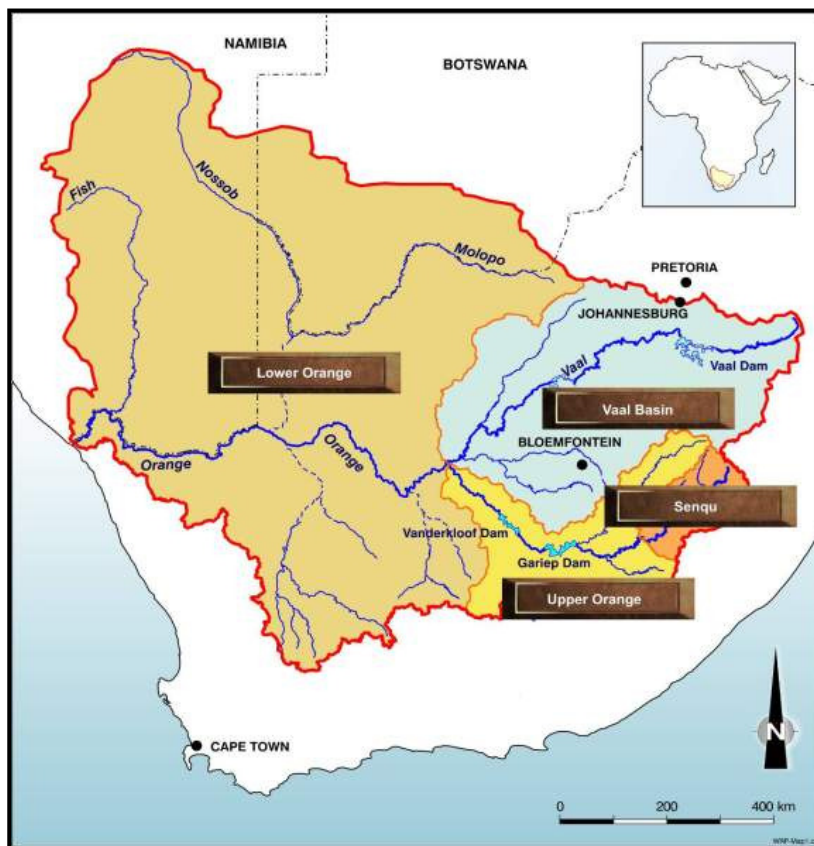 NAMIBIA
BOTSWANA
Fish
Nossob
Molopo
PRETORIA
JOHANNESBURG
Vaal
Vaal Dam
Lower Orange
Vaal Basin
BLOEMFONTEIN
Orange
Orange
Senqu
Vanderkloof Dam
Gariep Dam
Upper Orange
N
CAPE TOWN
0 200 400 km